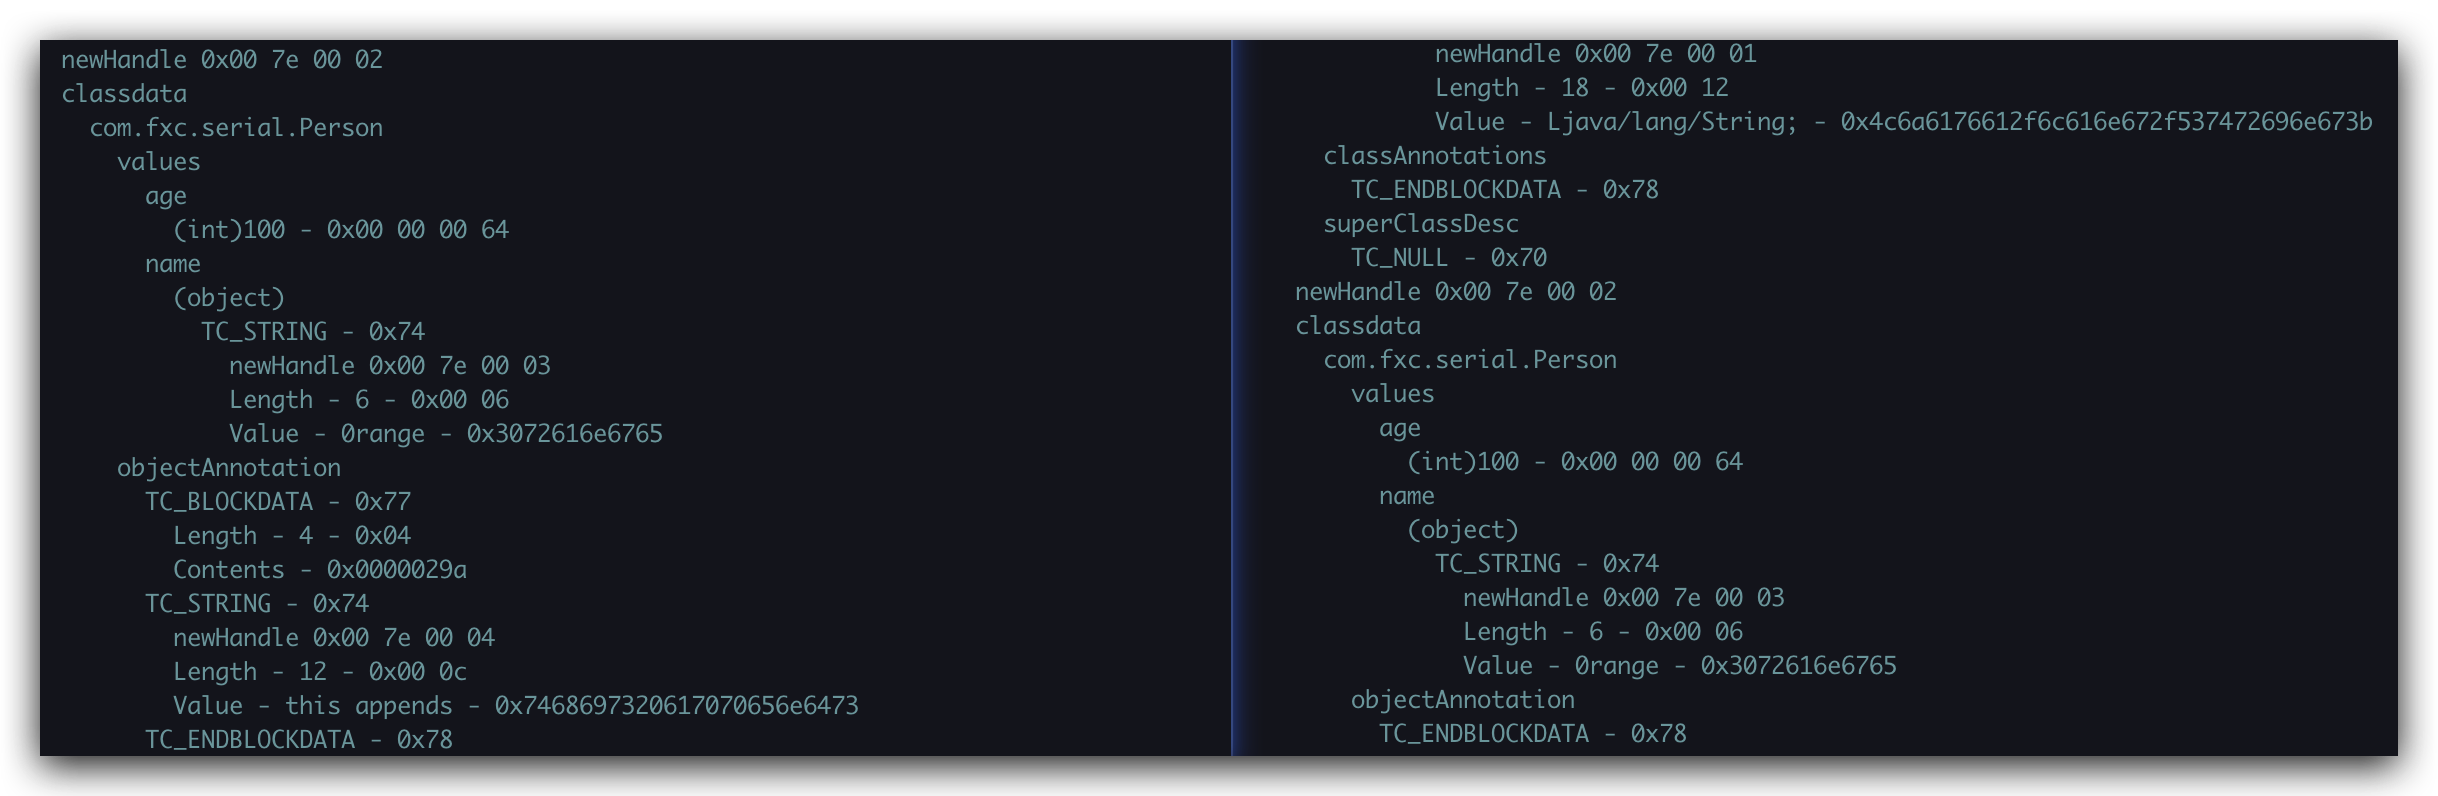 newHandle 0x00 7e 00 02
classdata
com.fxc.serial.Person
values
age
(int)100 - 0x00 00 00 64
name
(object)
TC_STRING - 0x74
newHandle 0x00 7e 00 03
Length - 6 - 0x00 06
Value - 0range - 0x3072616e6765
objectAnnotation
TC_BLOCKDATA - 0x77
Length - 4 - 0x04
Contents - 0x0000029a
TC_STRING - 0x74
newHandle 0x00 7e 00 04
Length - 12 - 0x00 0c
Value - this appends - 0x7468697320617070656e6473
TC_ENDBLOCKDATA - 0x78
newHandle 0x00 7e 00 01
Length - 18 - 0x00 12
Value - Ljava/lang/String; - 0x4c6a6176612f6c616e672f537472696e673b
classAnnotations
TC_ENDBLOCKDATA - 0x78
superClassDesc
TC_NULL - 0x70
newHandle 0x00 7e 00 02
classdata
com.fxc.serial.Person
values
age
(int)100 - 0x00 00 00 64
name
(object)
TC_STRING - 0x74
newHandle 0x00 7e 00 03
Length - 6 - 0x00 06
Value - 0range - 0x3072616e6765
objectAnnotation
TC_ENDBLOCKDATA - 0x78